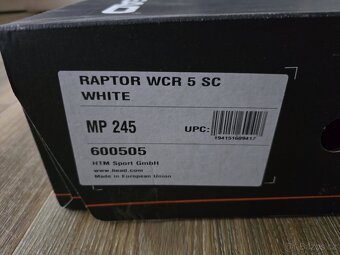 RAPTOR WCR 5 SC
WHITE
MP 245
UPC:
194151609417
600505
HTM Sport GmbH
www.head.com
Made in European Union